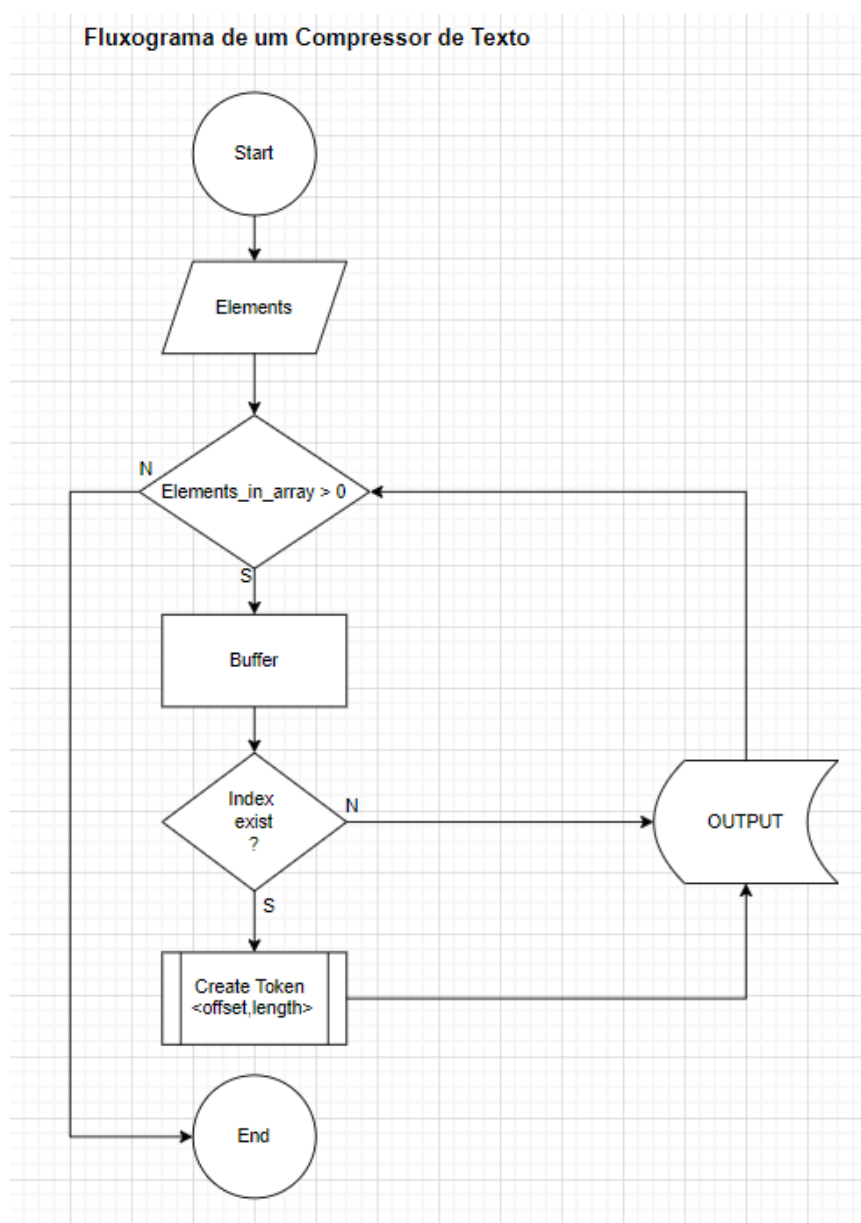 Fluxograma de um Compressor de Texto
Start
Elements
N
Elements_in_array > 0
S
Buffer
Index
exist
?
N
OUTPUT
S
Create Token
<offset,length>
End